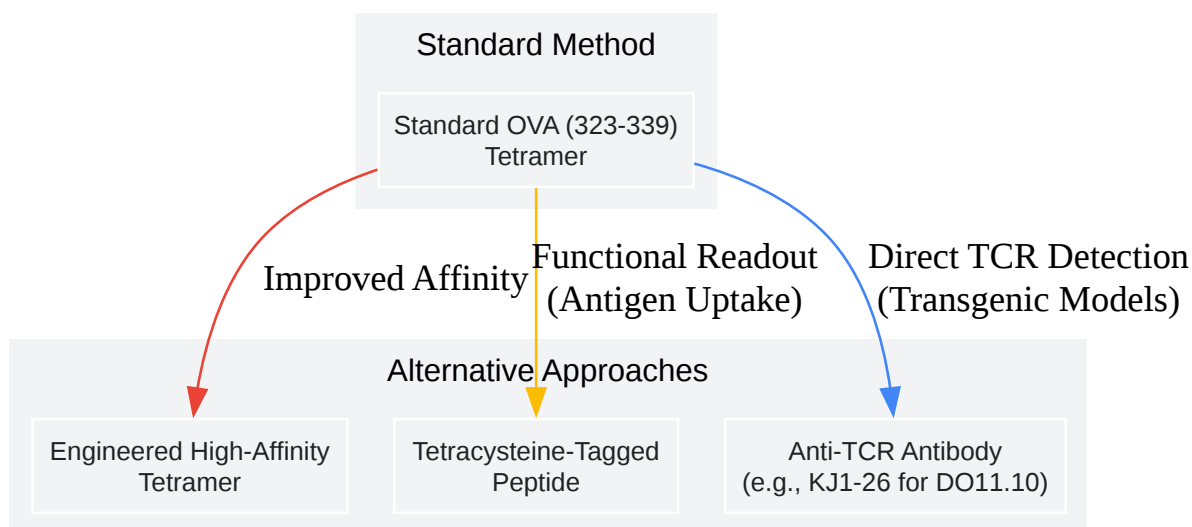 Standard Method
Standard OVA (323-339)
Tetramer
Improved Affinity
Functional Readout
(Antigen Uptake)
Direct TCR Detection
(Transgenic Models)
Alternative Approaches
Engineered High-Affinity
Tetramer
Tetracysteine-Tagged
Peptide
Anti-TCR Antibody
(e.g., KJ1-26 for DO11.10)